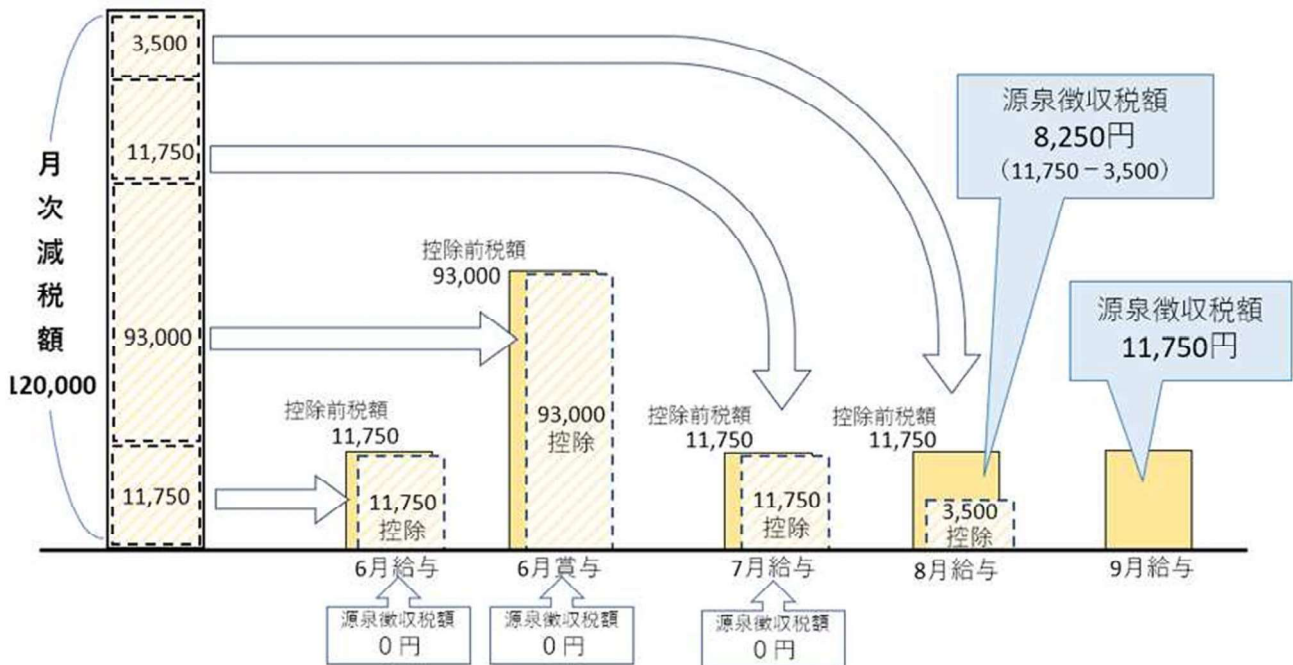 月次減税額
120,000
3,500
11,750
93,000
11,750
控除前税額
11,750
11,750
控除
6月給与
源泉徴収税額
0円
控除前税額
93,000
93,000
控除
6月賞与
源泉徴収税額
0円
控除前税額
11,750
11,750
控除
7月給与
源泉徴収税額
0円
控除前税額
11,750
3,500
控除
8月給与
源泉徴収税額
8,250円
（11,750－3,500）
源泉徴収税額
11,750円
9月給与